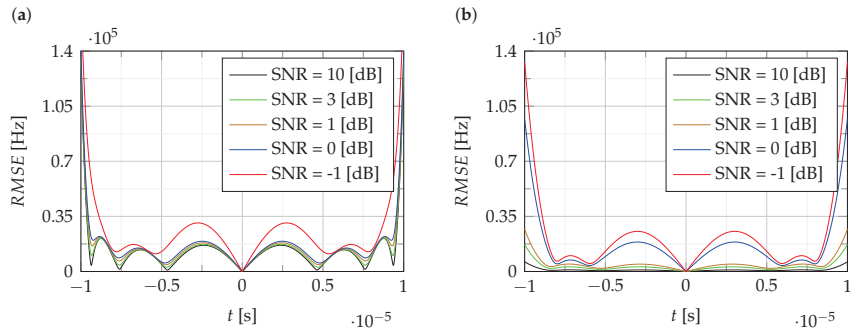 (a)
·10^5
1.4
1.05
0.7
0.35
0
RMSE [Hz]
SNR = 10 [dB]
SNR = 3 [dB]
SNR = 1 [dB]
SNR = 0 [dB]
SNR = -1 [dB]
−1
−0.5
0
0.5
1
t [s]
·10^−5
(b)
·10^5
1.4
1.05
0.7
0.35
0
RMSE [Hz]
SNR = 10 [dB]
SNR = 3 [dB]
SNR = 1 [dB]
SNR = 0 [dB]
SNR = -1 [dB]
−1
−0.5
0
0.5
1
t [s]
·10^−5